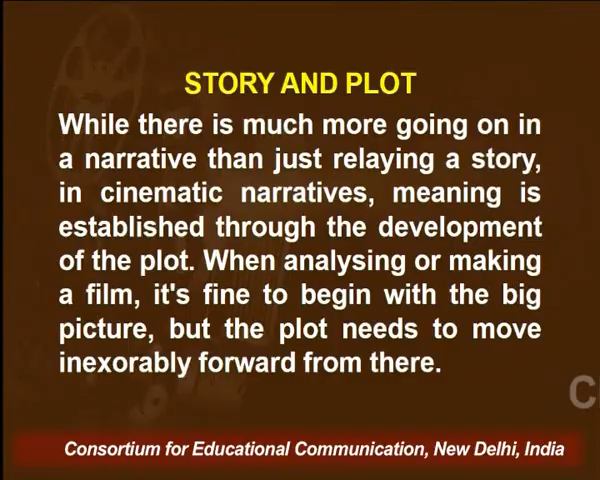 STORY AND PLOT
While there is much more going on in
a narrative than just relaying a story,
in cinematic narratives, meaning is
established through the development
of the plot. When analysing or making
a film, it's fine to begin with the big
picture, but the plot needs to move
inexorably forward from there.
C
Consortium for Educational Communication, New Delhi, India